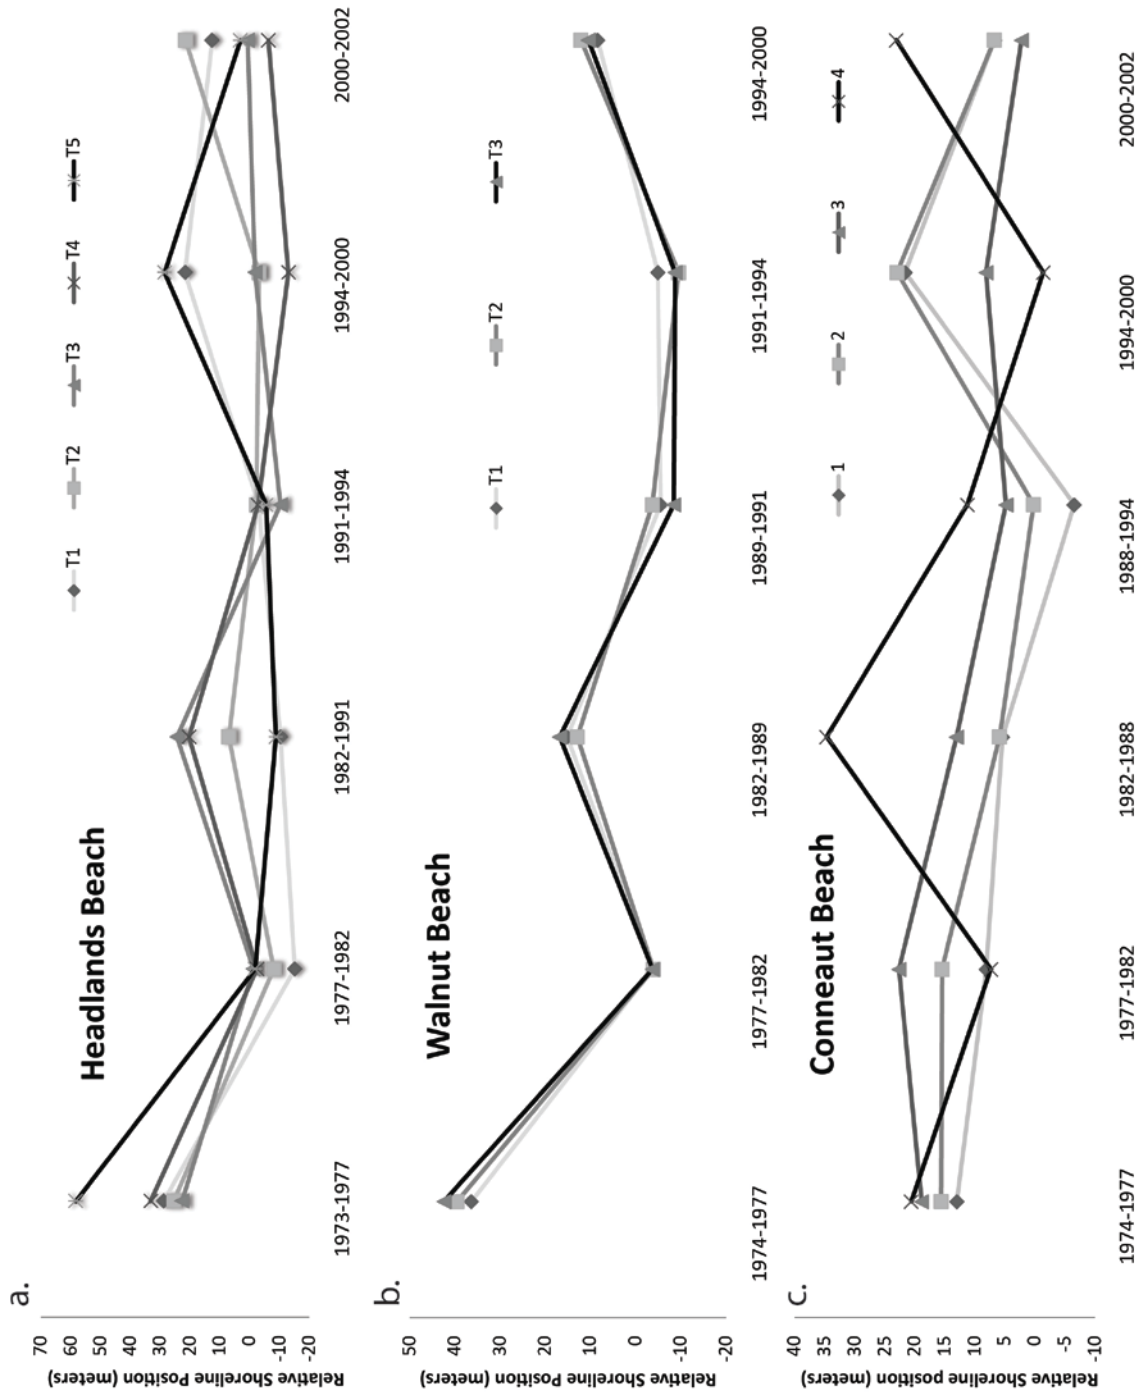 a.
Headlands Beach
T1 T2 T3 T4 T5
Relative Shoreline Position (meters)
70
60
50
40
30
20
10
0
-10
-20
1973-1977 1977-1982 1982-1991 1991-1994 1994-2000 2000-2002
b.
Walnut Beach
T1 T2 T3
Relative Shoreline Position (meters)
50
40
30
20
10
0
-10
-20
1974-1977 1977-1982 1982-1989 1989-1991 1991-1994 1994-2000
c.
Conneaut Beach
1 2 3 4
Relative Shoreline position (meters)
40
35
30
25
20
15
10
5
0
-5
-10
1974-1977 1977-1982 1982-1988 1988-1994 1994-2000 2000-2002